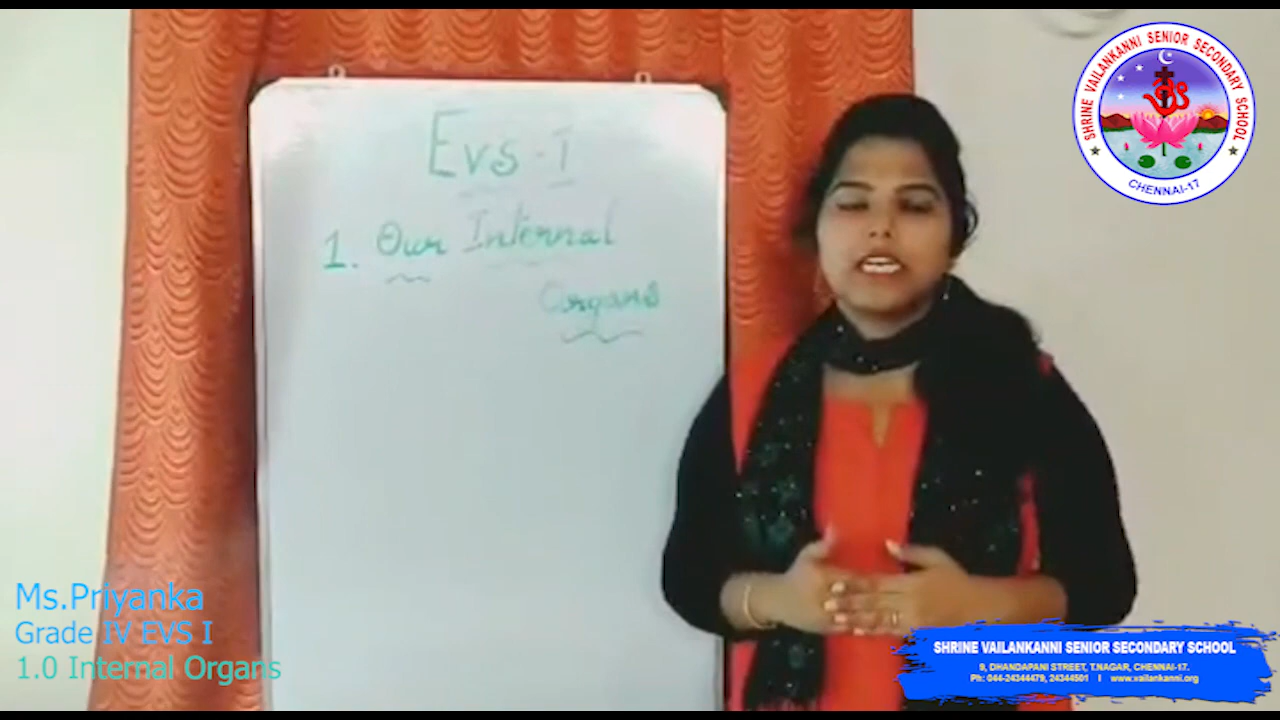 Evs - I
1. Our Internal
Organs
SHRINE VAILANKANNI SENIOR SECONDARY SCHOOL
CHENNAI-17
Ms.Priyanka
Grade IV EVS I
1.0 Internal Organs
SHRINE VAILANKANNI SENIOR SECONDARY SCHOOL
9, DHANDAPANI STREET, T.NAGAR, CHENNAI-17.
Ph: 044-24344479, 24344501 I www.vailankanni.org